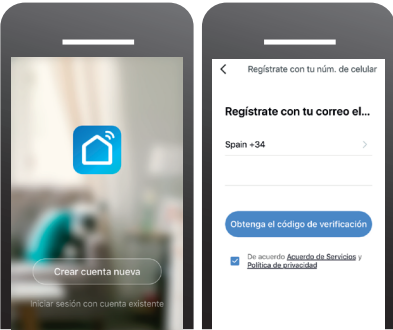 Crear cuenta nueva
Iniciar sesión con cuenta existente
Regístrate con tu núm. de celular
Regístrate con tu correo el...
Spain +34
Obtenga el código de verificación
De acuerdo Acuerdo de Servicios y
Política de privacidad